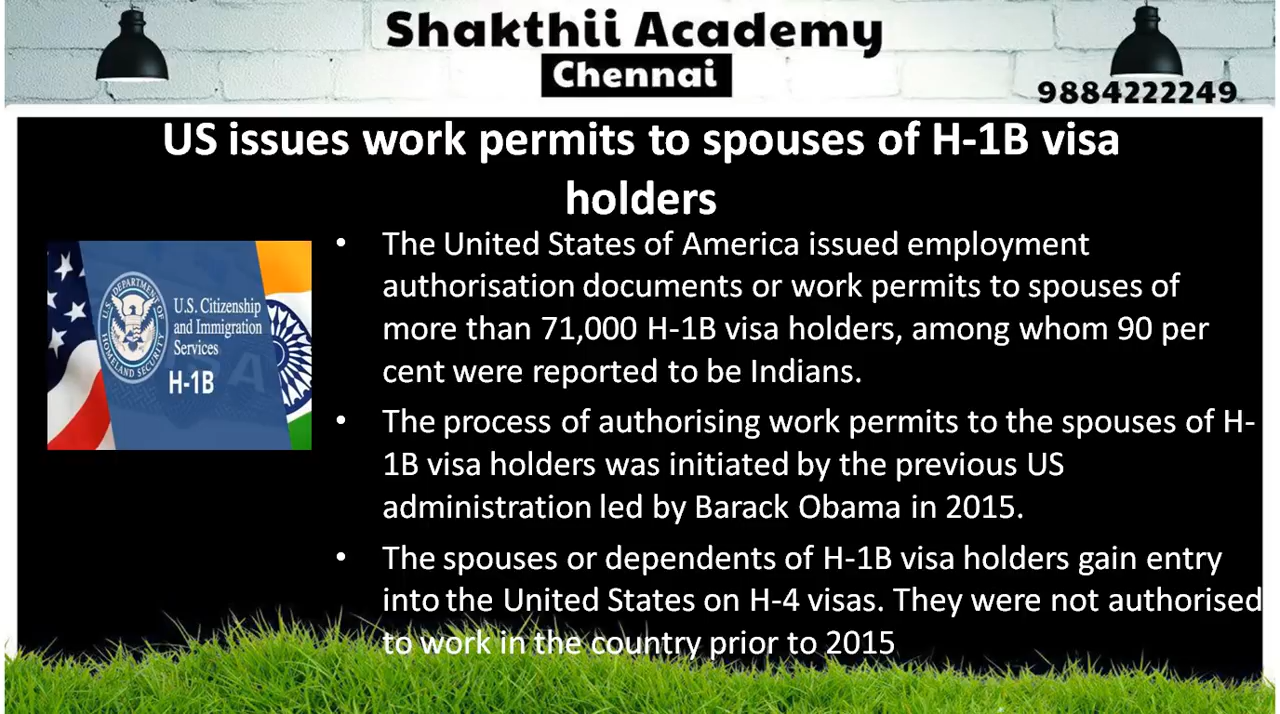 Shakthii Academy
Chennai
9884222249
US issues work permits to spouses of H-1B visa
holders
U.S. Citizenship
and Immigration
Services
H-1B
U.S. DEPARTMENT OF
HOMELAND SECURITY
• The United States of America issued employment
authorisation documents or work permits to spouses of
more than 71,000 H-1B visa holders, among whom 90 per
cent were reported to be Indians.
• The process of authorising work permits to the spouses of H-
1B visa holders was initiated by the previous US
administration led by Barack Obama in 2015.
• The spouses or dependents of H-1B visa holders gain entry
into the United States on H-4 visas. They were not authorised
to work in the country prior to 2015